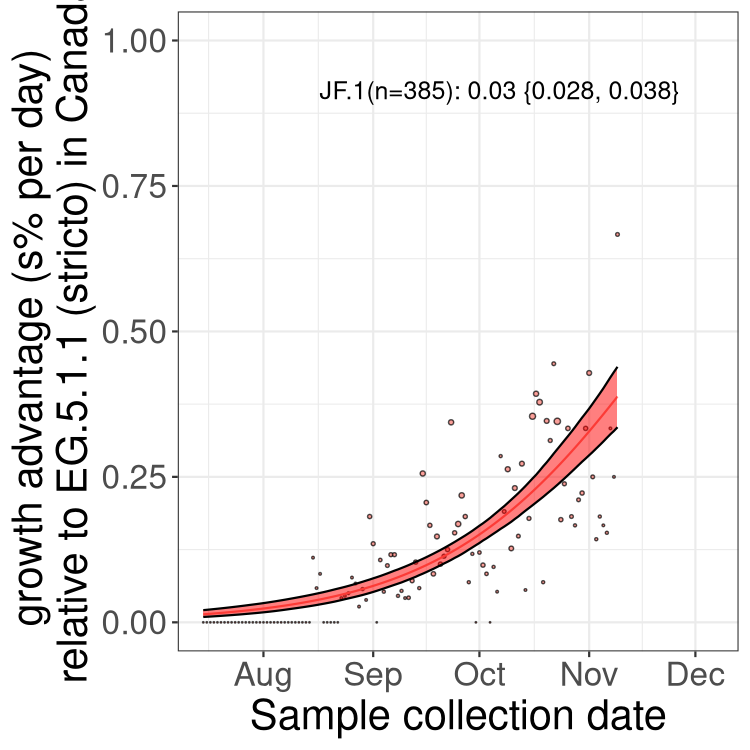 growth advantage (s% per day)
relative to EG.5.1.1 (stricto) in Canada
1.00
0.75
0.50
0.25
0.00
JF.1(n=385): 0.03 {0.028, 0.038}
Aug Sep Oct Nov Dec
Sample collection date